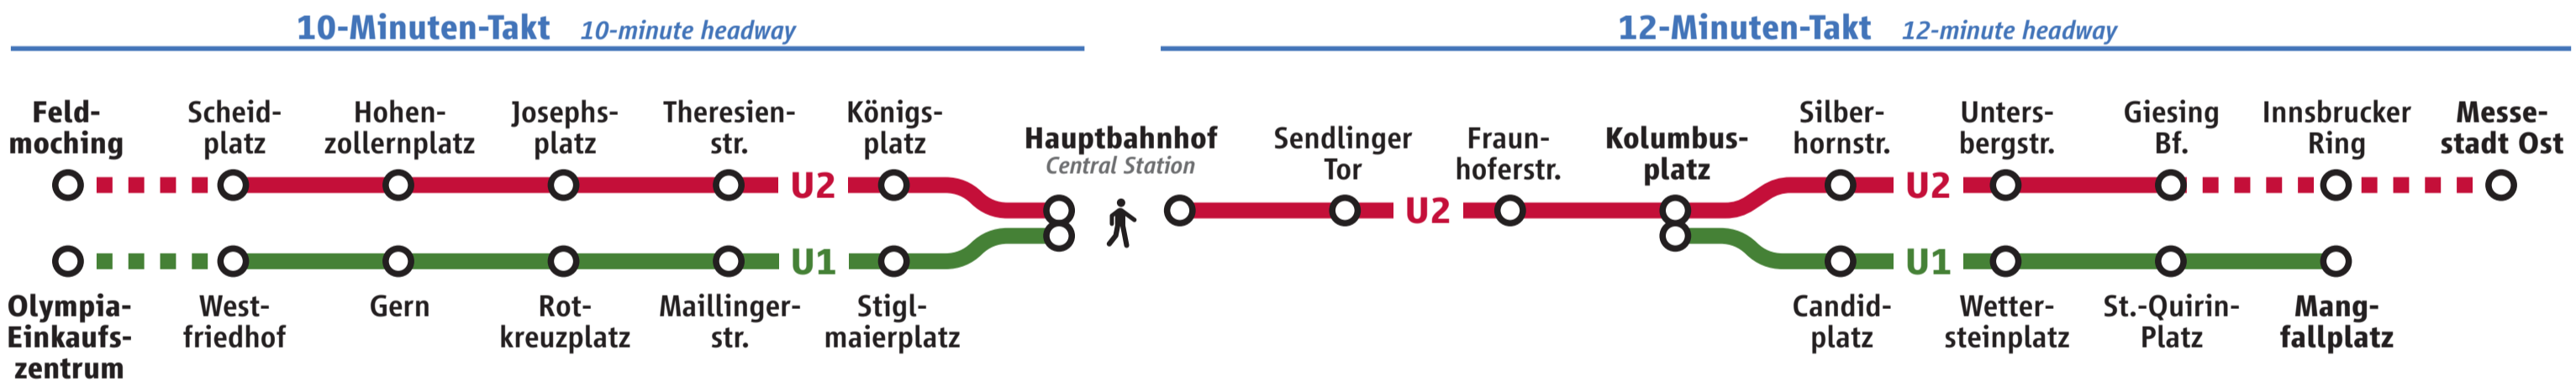 10-Minuten-Takt 10-minute headway
12-Minuten-Takt 12-minute headway
Feld-
moching
Scheid-
platz
Hohen-
zollernplatz
Josephs-
platz
Theresien-
str.
Königs-
platz
Hauptbahnhof
Central Station
Sendlinger
Tor
Fraun-
hoferstr.
Kolumbus-
platz
Silber-
hornstr.
Unters-
bergstr.
Giesing
Bf.
Innsbrucker
Ring
Messe-
stadt Ost
U2
U2
U2
U1
U1
Olympia-
Einkaufs-
zentrum
West-
friedhof
Gern
Rot-
kreuzplatz
Maillinger-
str.
Stigl-
maierplatz
Candid-
platz
Wetter-
steinplatz
St.-Quirin-
Platz
Mang-
fallplatz